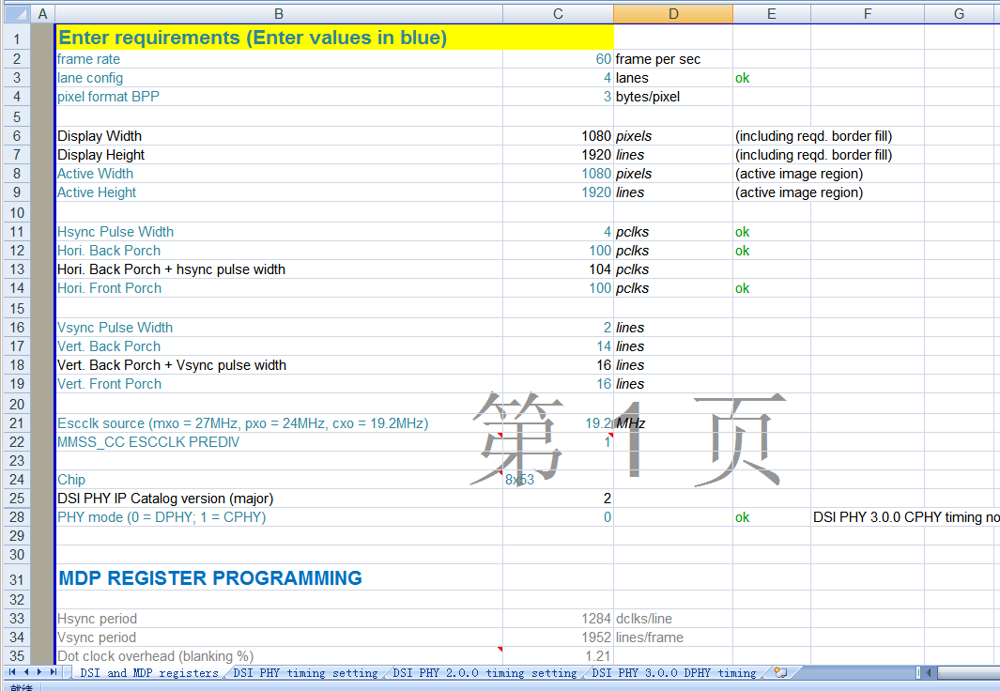 A B C D E F G
1 Enter requirements (Enter values in blue)
2 frame rate 60 frame per sec
3 lane config 4 lanes ok
4 pixel format BPP 3 bytes/pixel
5
6 Display Width 1080 pixels (including reqd. border fill)
7 Display Height 1920 lines (including reqd. border fill)
8 Active Width 1080 pixels (active image region)
9 Active Height 1920 lines (active image region)
10
11 Hsync Pulse Width 4 pclks ok
12 Hori. Back Porch 100 pclks ok
13 Hori. Back Porch + hsync pulse width 104 pclks
14 Hori. Front Porch 100 pclks ok
15
16 Vsync Pulse Width 2 lines
17 Vert. Back Porch 14 lines
18 Vert. Back Porch + Vsync pulse width 16 lines
19 Vert. Front Porch 16 lines
20
21 Escclk source (mxo = 27MHz, pxo = 24MHz, cxo = 19.2MHz) 19.2 MHz
第 1 页
22 MMSS_CC ESCCLK PREDIV 1
23
24 Chip 8x53
25 DSI PHY IP Catalog version (major) 2
28 PHY mode (0 = DPHY; 1 = CPHY) 0 ok DSI PHY 3.0.0 CPHY timing no
29
30
31 MDP REGISTER PROGRAMMING
32
33 Hsync period 1284 dclks/line
34 Vsync period 1952 lines/frame
35 Dot clock overhead (blanking %) 1.21
DSI and MDP registers DSI PHY timing setting DSI PHY 2.0.0 timing setting DSI PHY 3.0.0 DPHY timing
就绪